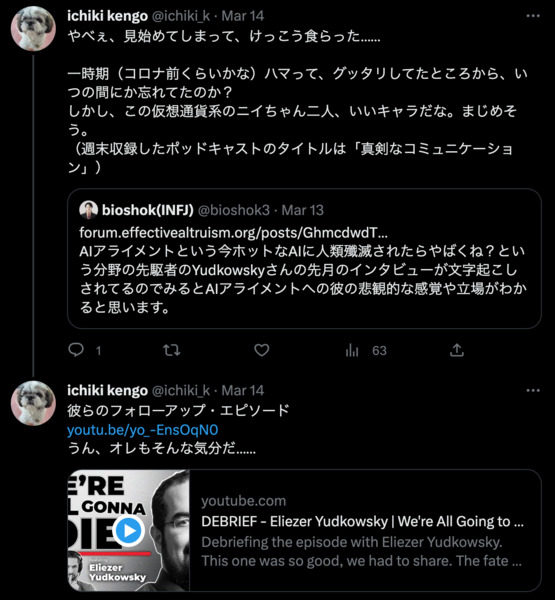 ichiki kengo @ichiki_k · Mar 14
やべぇ、見始めてしまって、けっこう食らった......
一時期（コロナ前くらいかな）ハマって、グッタリしてたところから、い
つの間にか忘れてたのか？
しかし、この仮想通貨系のニイちゃん二人、いいキャラだな。まじめそ
う。
（週末収録したポッドキャストのタイトルは「真剣なコミュニケーショ
ン」）
bioshok(INFJ) @bioshok3 · Mar 13
forum.effectivealtruism.org/posts/GhmcdwdT...
AIアライメントという今ホットなAIに人類殲滅されたらやばくね？とい
う分野の先駆者のYudkowskyさんの先月のインタビューが文字起こし
されてるのでみるとAIアライメントへの彼の悲観的な感覚や立場がわか
ると思います。
1
63
ichiki kengo @ichiki_k · Mar 14
彼らのフォローアップ・エピソード
youtu.be/yo_-EnsOqN0
うん、オレもそんな気分だ......
E'RE
L GONNA
DIE
Eliezer
Yudkowsky
youtube.com
DEBRIEF - Eliezer Yudkowsky | We're All Going to ...
Debriefing the episode with Eliezer Yudkowsky.
This one was so good, we had to share. The fate ...